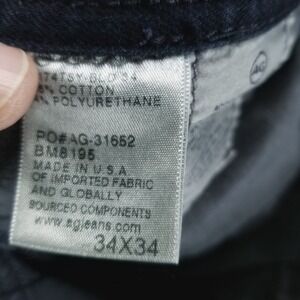 COTTON
POLYURETHANE
PO#AG-31652
BM8195
MADE IN U.S.A
OF IMPORTED FABRIC
AND GLOBALLY
SOURCED COMPONENTS
www.agjeans.com
34X34
AG